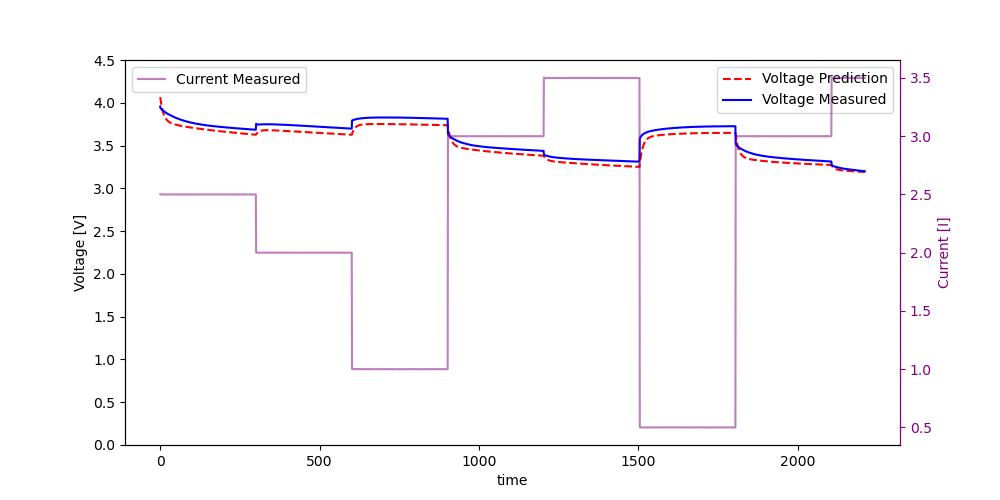 Current Measured
Voltage Prediction
Voltage Measured
4.5
4.0
3.5
3.0
2.5
2.0
1.5
1.0
0.5
0.0
Voltage [V]
3.5
3.0
2.5
2.0
1.5
1.0
0.5
Current [I]
0 500 1000 1500 2000
time